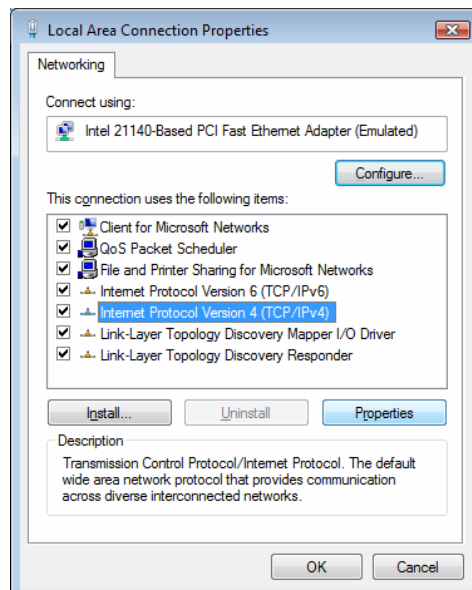 Local Area Connection Properties
Networking
Connect using:
Intel 21140-Based PCI Fast Ethernet Adapter (Emulated)
Configure...
This connection uses the following items:
Client for Microsoft Networks
QoS Packet Scheduler
File and Printer Sharing for Microsoft Networks
Internet Protocol Version 6 (TCP/IPv6)
Internet Protocol Version 4 (TCP/IPv4)
Link-Layer Topology Discovery Mapper I/O Driver
Link-Layer Topology Discovery Responder
Install... Uninstall Properties
Description
Transmission Control Protocol/Internet Protocol. The default
wide area network protocol that provides communication
across diverse interconnected networks.
OK Cancel